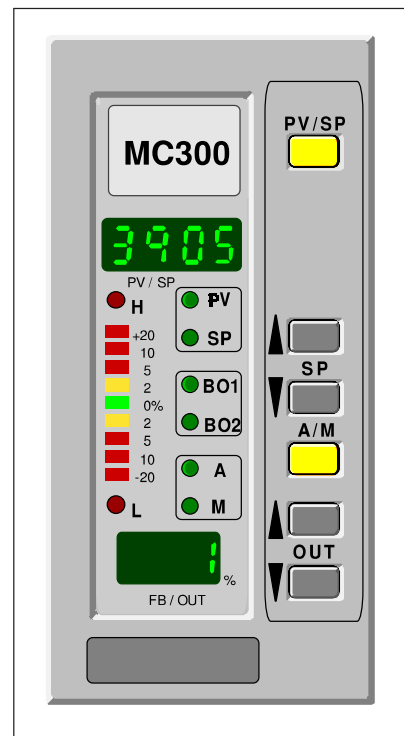 MC300
PV/SP
3905
PV / SP
H
PV
SP
+20
10
5
2
0%
2
5
10
-20
BO1
BO2
A
M
L
1
%
FB / OUT
SP
A/M
OUT